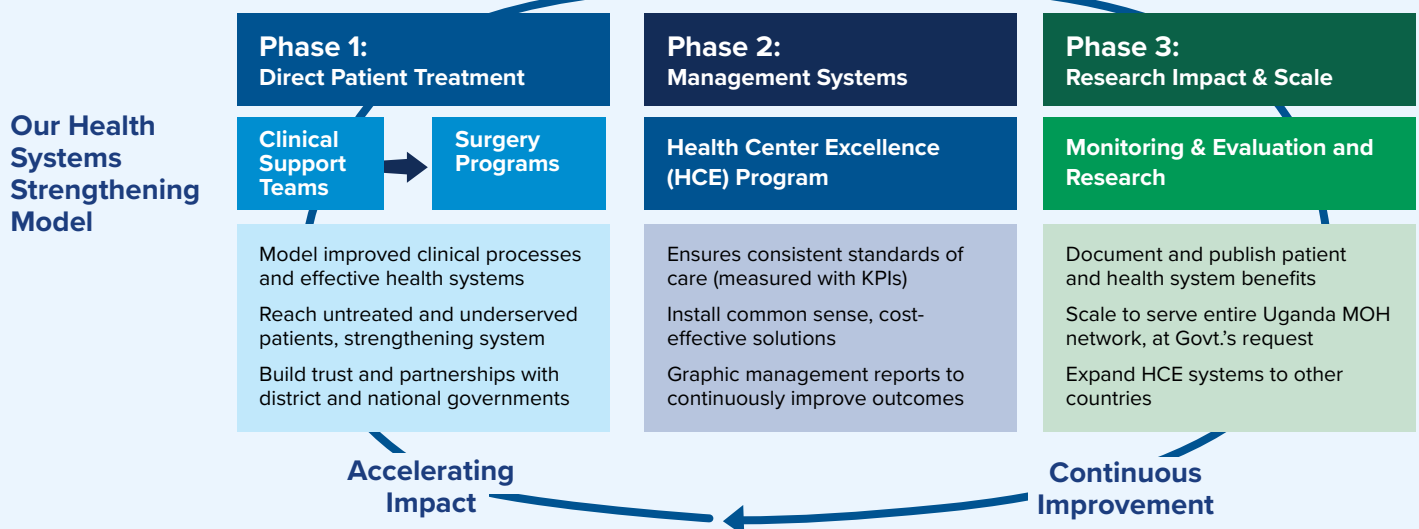 Our Health
Systems
Strengthening
Model
Phase 1:
Direct Patient Treatment
Clinical
Support
Teams
Surgery
Programs
Model improved clinical processes
and effective health systems
Reach untreated and underserved
patients, strengthening system
Build trust and partnerships with
district and national governments
Phase 2:
Management Systems
Health Center Excellence
(HCE) Program
Ensures consistent standards of
care (measured with KPIs)
Install common sense, cost-
effective solutions
Graphic management reports to
continuously improve outcomes
Phase 3:
Research Impact & Scale
Monitoring & Evaluation and
Research
Document and publish patient
and health system benefits
Scale to serve entire Uganda MOH
network, at Govt.'s request
Expand HCE systems to other
countries
Accelerating
Impact
Continuous
Improvement